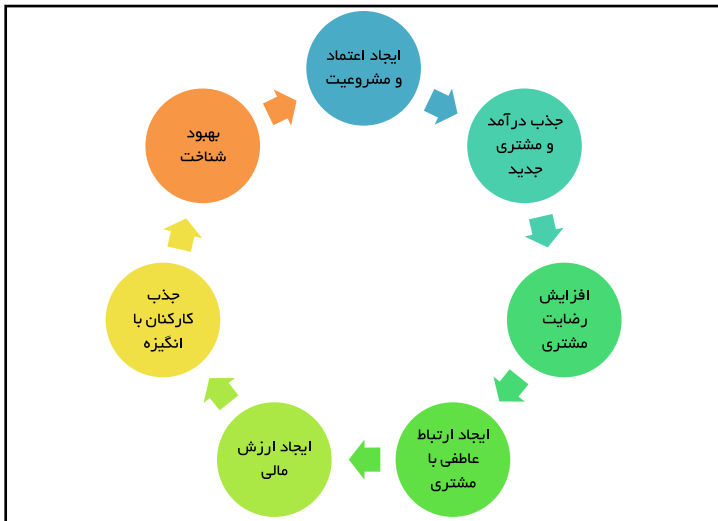 ایجاد اعتماد
و مشروعیت
جذب درآمد
و مشتری
جدید
افزایش
رضایت
مشتری
ایجاد ارتباط
عاطفی با
مشتری
ایجاد ارزش
مالی
جذب
کارکنان با
انگیزه
بهبود
شناخت